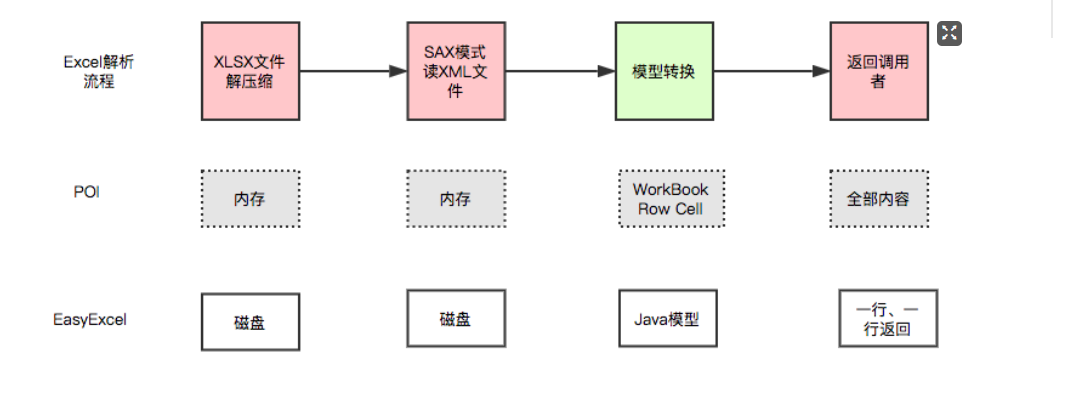 Excel解析
流程
XLSX文件
解压缩
SAX模式
读XML文
件
模型转换
返回调用
者
POI
内存
内存
WorkBook
Row Cell
全部内容
EasyExcel
磁盘
磁盘
Java模型
一行、一
行返回